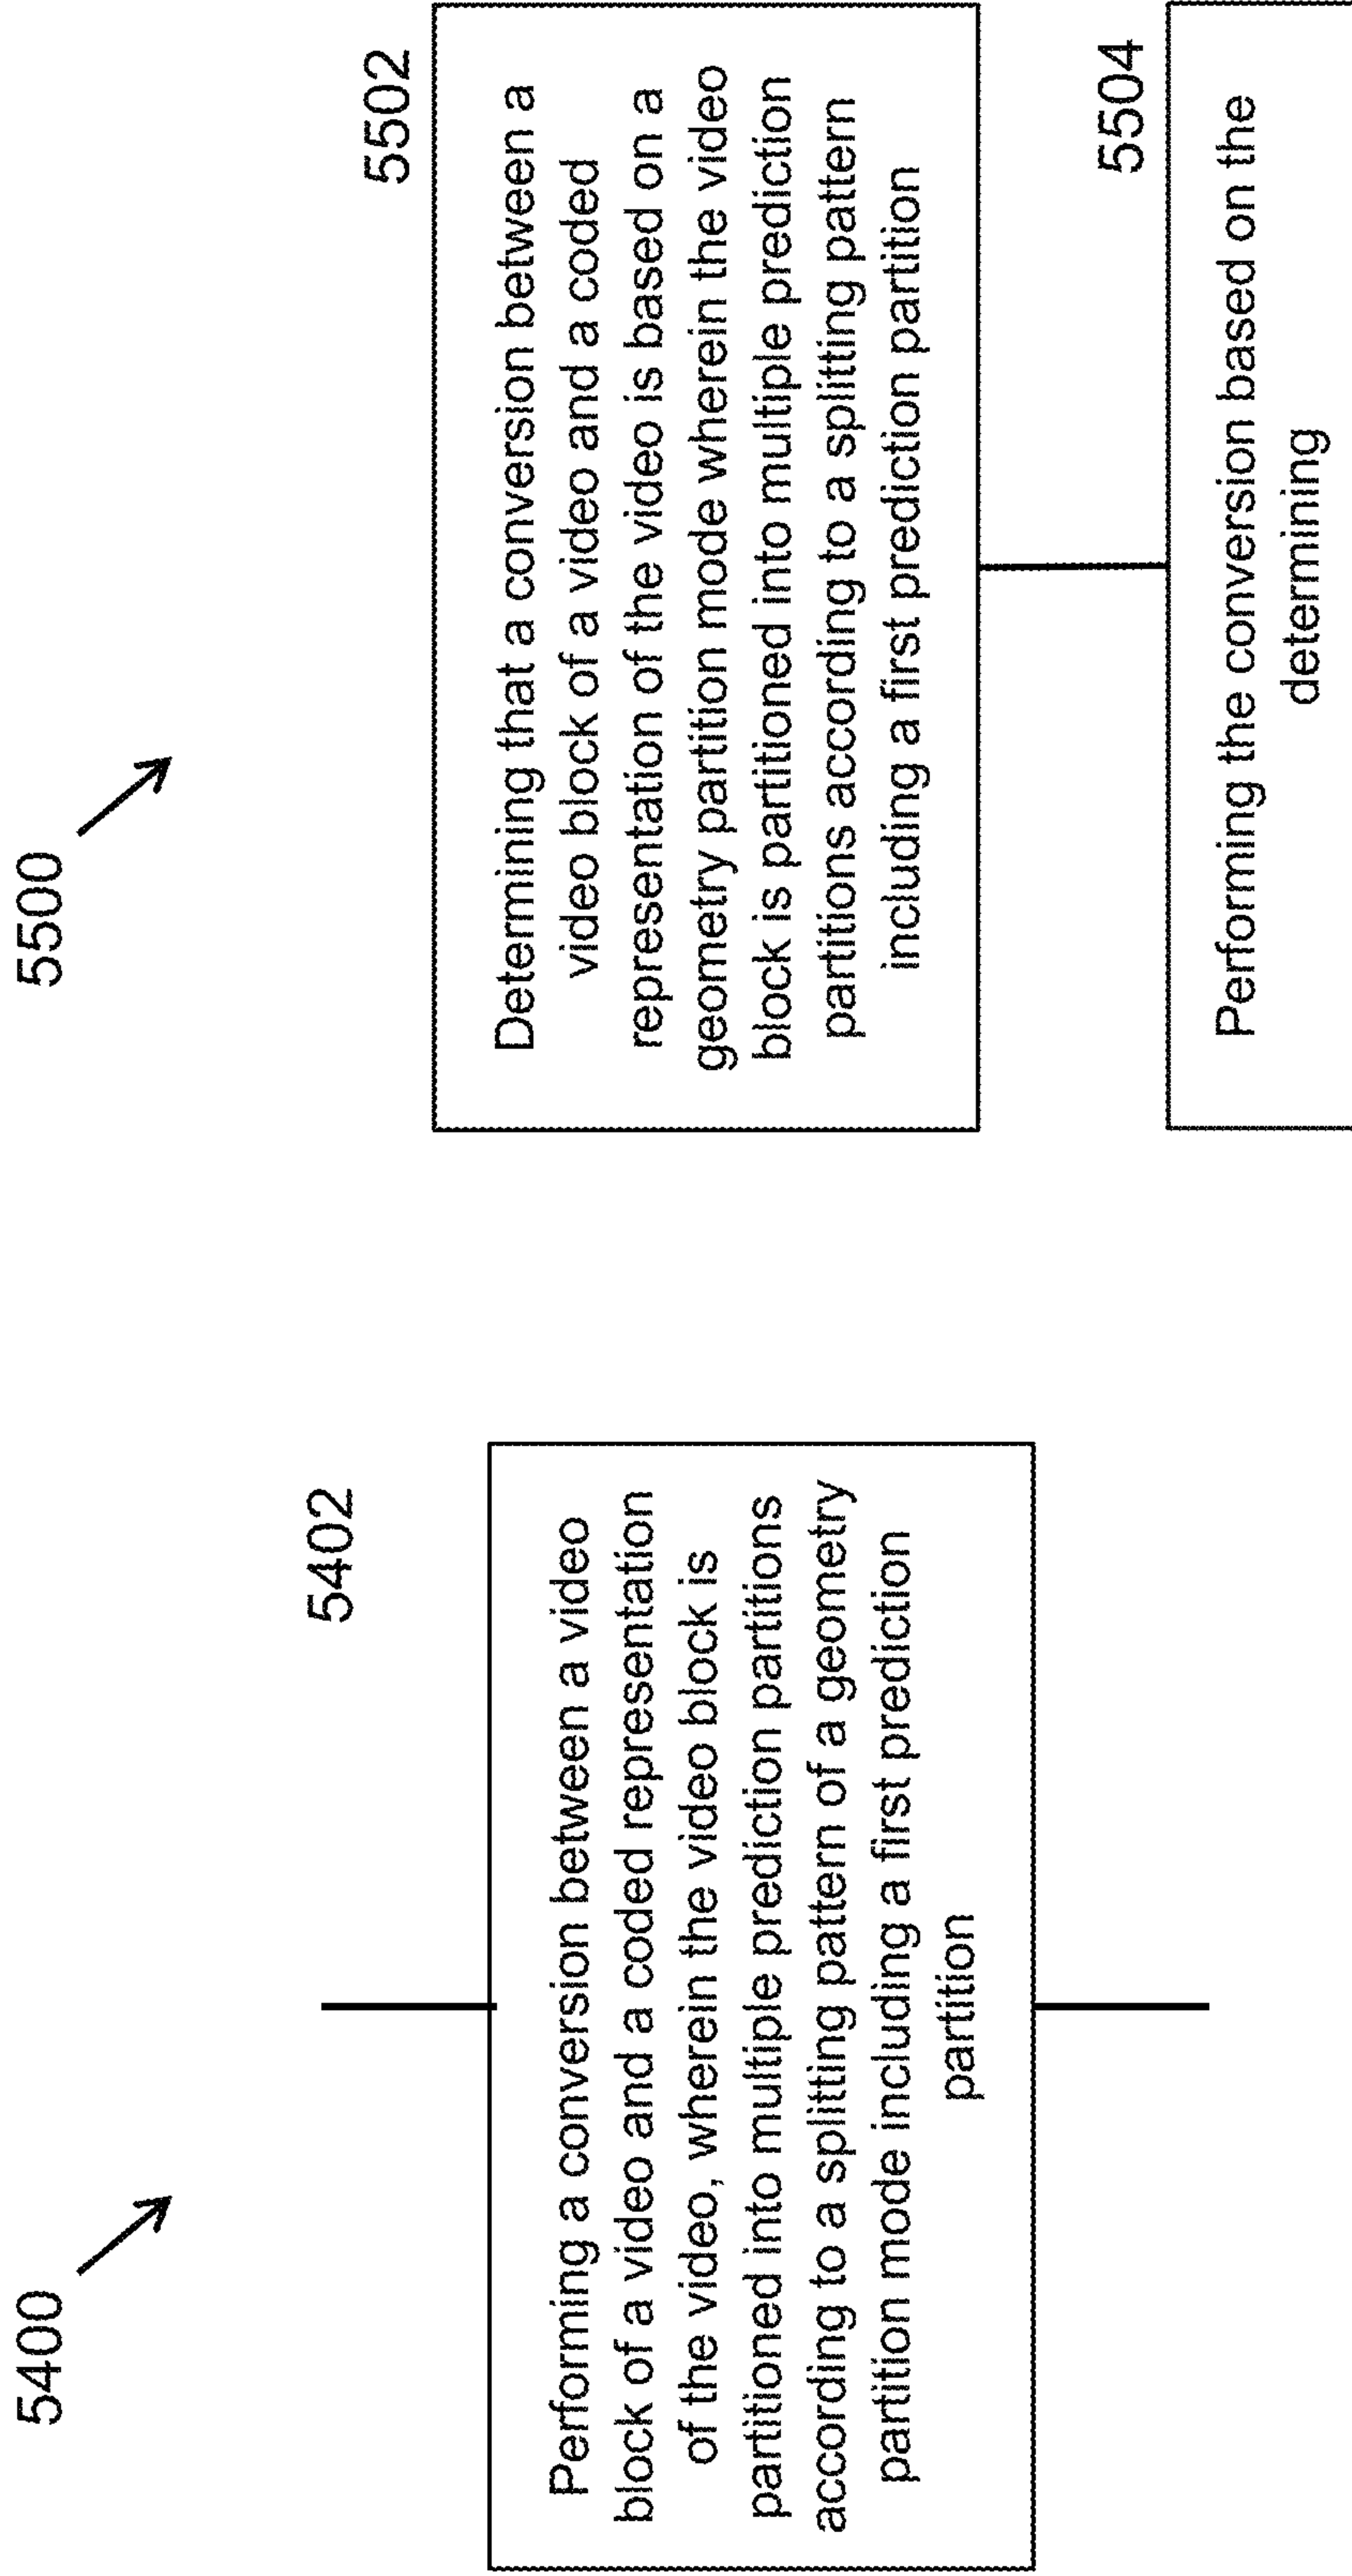 5400
5402
Performing a conversion between a video
block of a video and a coded representation
of the video, wherein the video block is
partitioned into multiple prediction partitions
according to a splitting pattern of a geometry
partition mode including a first prediction
partition
5500
5502
Determining that a conversion between a
video block of a video and a coded
representation of the video is based on a
geometry partition mode wherein the video
block is partitioned into multiple prediction
partitions according to a splitting pattern
including a first prediction partition
5504
Performing the conversion based on the
determining